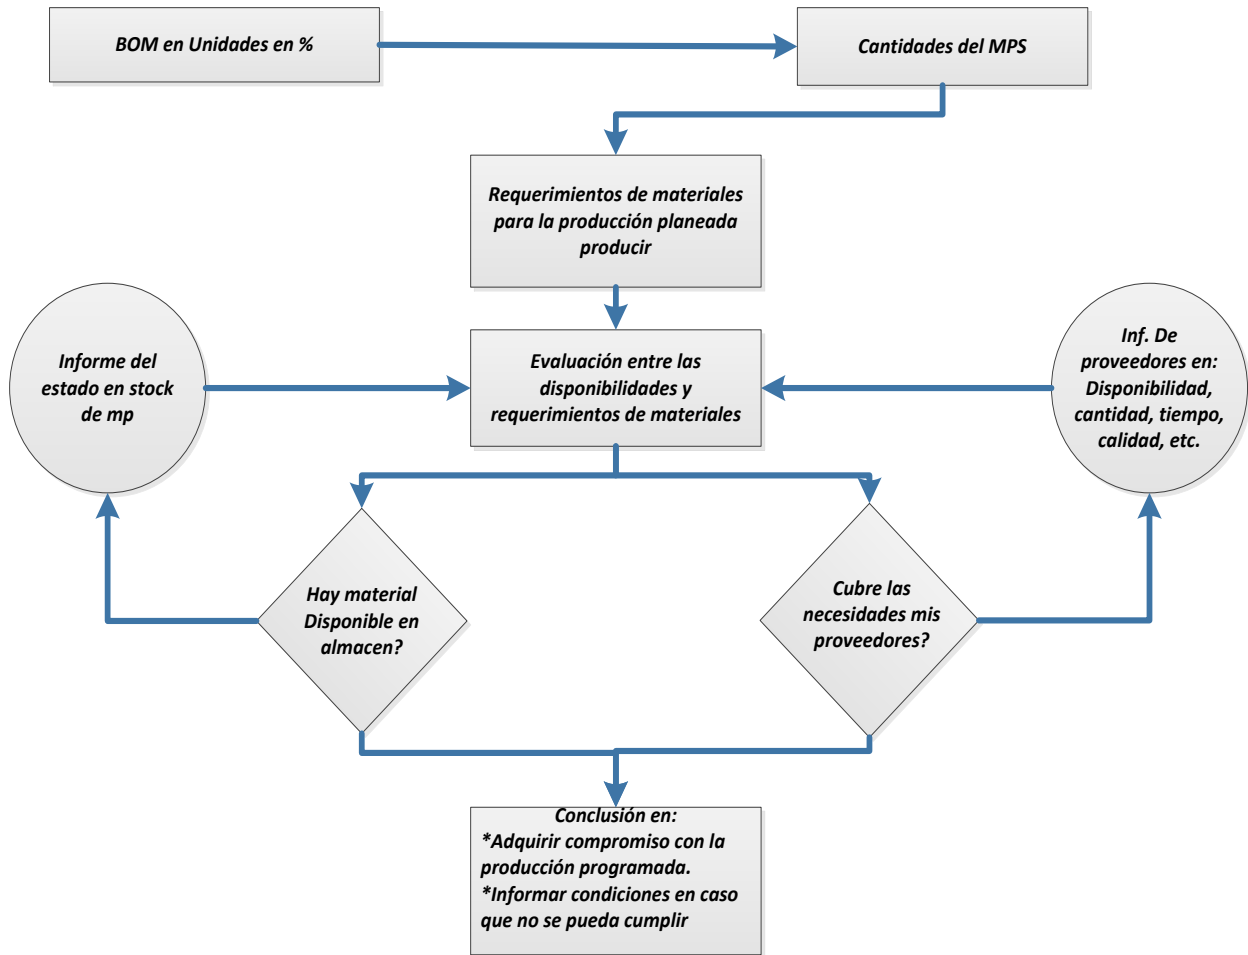 BOM en Unidades en %
Cantidades del MPS
Requerimientos de materiales
para la producción planeada
producir
Informe del
estado en stock
de mp
Evaluación entre las
disponibilidades y
requerimientos de materiales
Inf. De
proveedores en:
Disponibilidad,
cantidad, tiempo,
calidad, etc.
Hay material
Disponible en
almacen?
Cubre las
necesidades mis
proveedores?
Conclusión en:
*Adquirir compromiso con la
producción programada.
*Informar condiciones en caso
que no se pueda cumplir